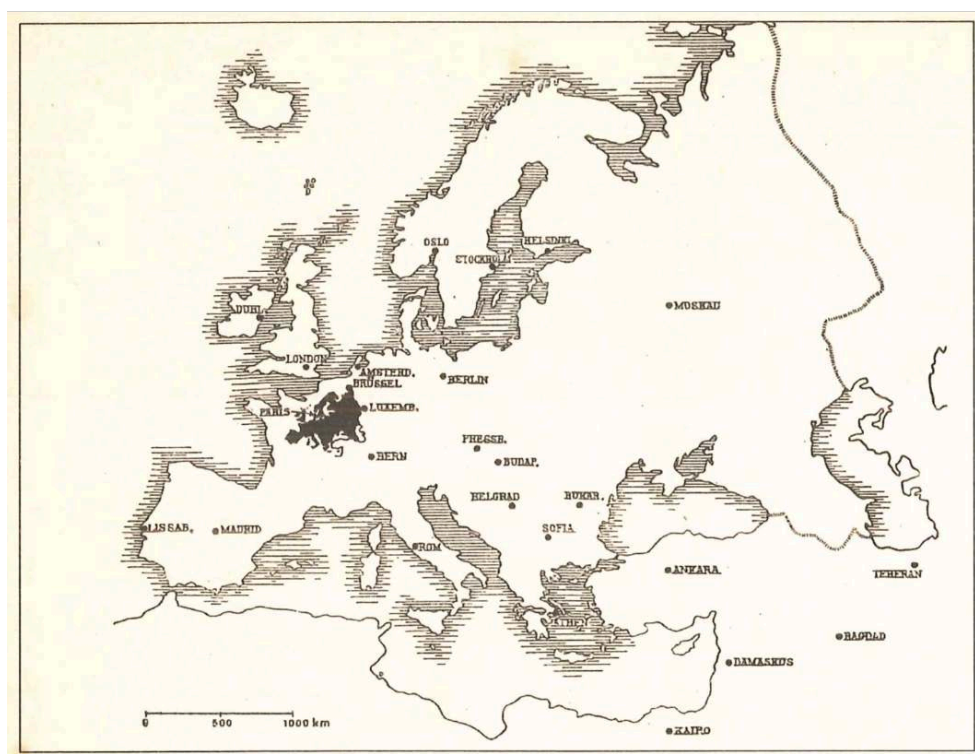 OSLO
HELSINKI
STOCKHOLM
MOSKAU
DUBL.
LONDON
AMSTERD.
BRÜSSEL
BERLIN
PARIS
LUXEMB.
PRESSB.
BERN
BUDAP.
BELGRAD
BUKAR.
LISSAB.
MADRID
SOFIA
ROM
ANKARA
TEHERAN
ATHEN
BAGDAD
DAMASKUS
KAIRO
0 500 1000 km